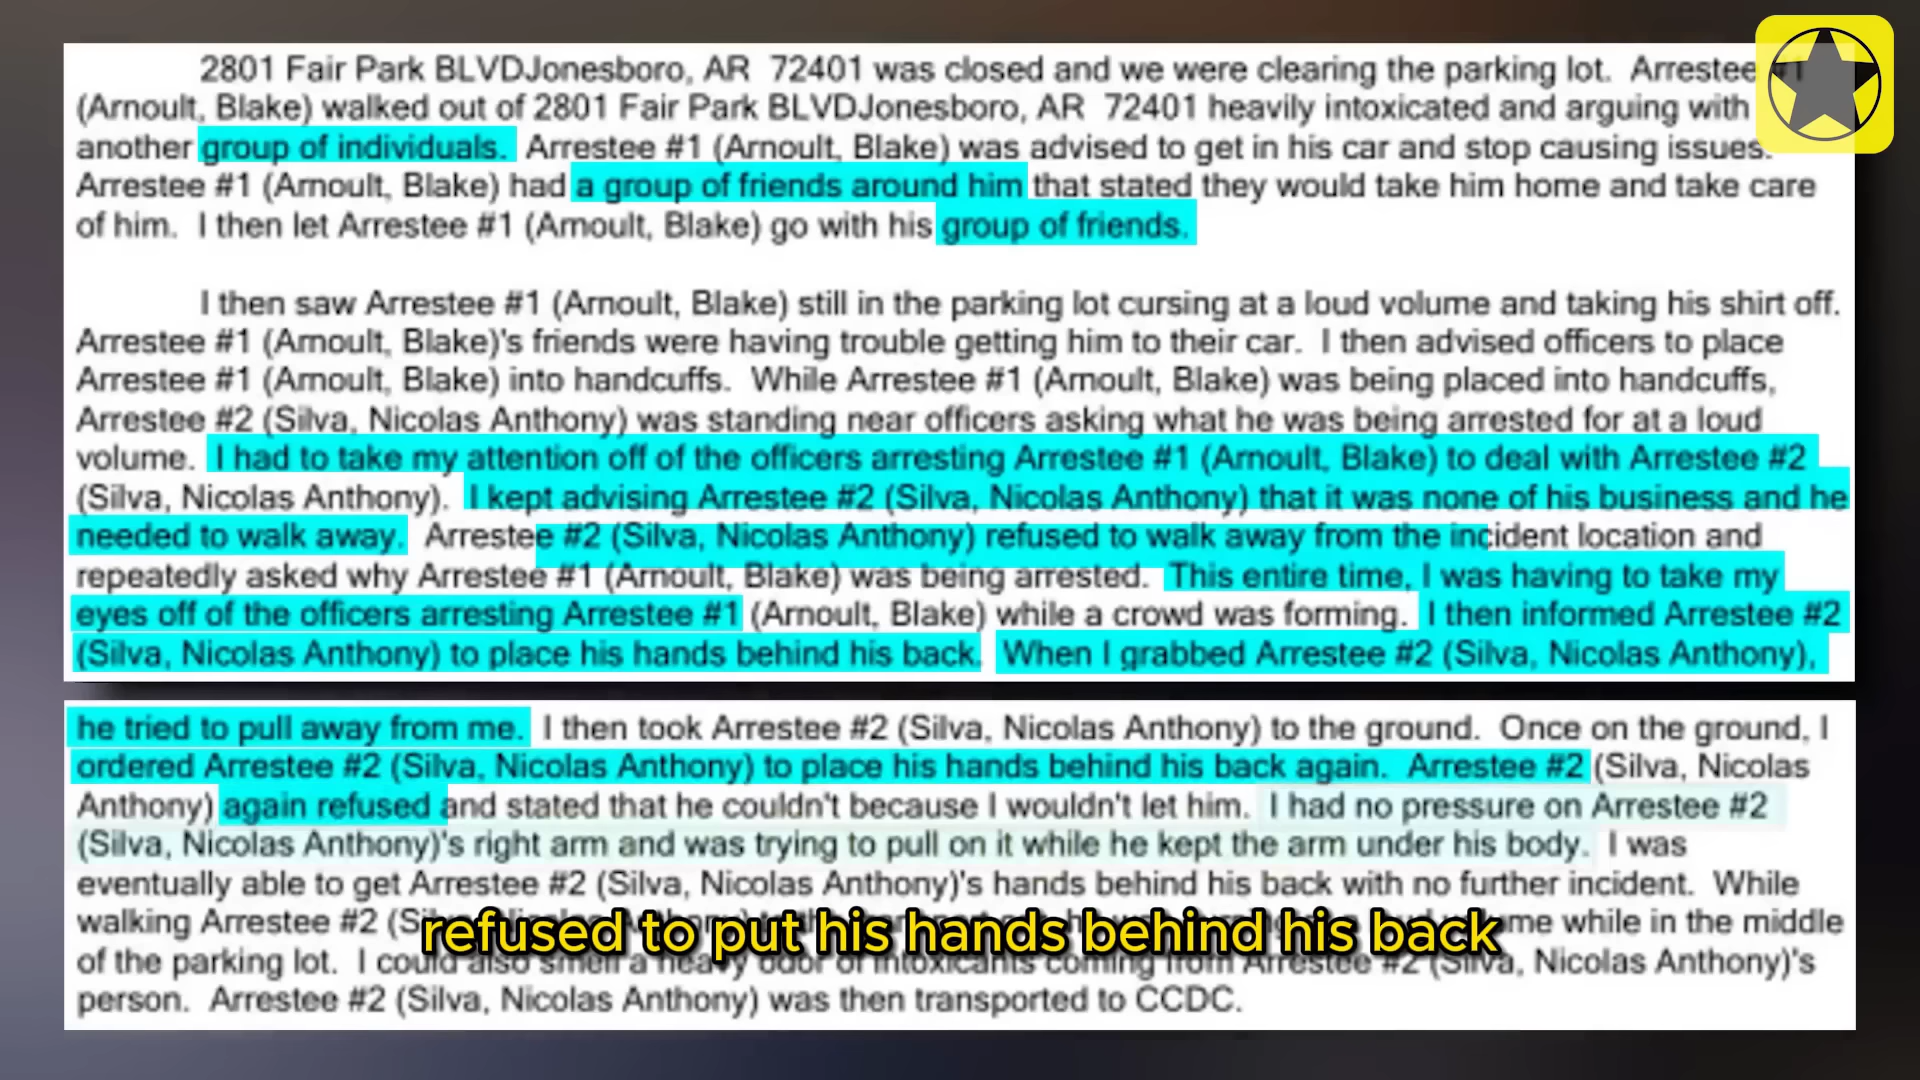 2801 Fair Park BLVDJonesboro, AR 72401 was closed and we were clearing the parking lot. Arrestee #1
(Arnoult, Blake) walked out of 2801 Fair Park BLVDJonesboro, AR 72401 heavily intoxicated and arguing with
another group of individuals. Arrestee #1 (Arnoult, Blake) was advised to get in his car and stop causing issues.
Arrestee #1 (Arnoult, Blake) had a group of friends around him that stated they would take him home and take care
of him. I then let Arrestee #1 (Arnoult, Blake) go with his group of friends.
I then saw Arrestee #1 (Arnoult, Blake) still in the parking lot cursing at a loud volume and taking his shirt off.
Arrestee #1 (Arnoult, Blake)'s friends were having trouble getting him to their car. I then advised officers to place
Arrestee #1 (Arnoult, Blake) into handcuffs. While Arrestee #1 (Arnoult, Blake) was being placed into handcuffs,
Arrestee #2 (Silva, Nicolas Anthony) was standing near officers asking what he was being arrested for at a loud
volume. I had to take my attention off of the officers arresting Arrestee #1 (Arnoult, Blake) to deal with Arrestee #2
(Silva, Nicolas Anthony). I kept advising Arrestee #2 (Silva, Nicolas Anthony) that it was none of his business and he
needed to walk away. Arrestee #2 (Silva, Nicolas Anthony) refused to walk away from the incident location and
repeatedly asked why Arrestee #1 (Arnoult, Blake) was being arrested. This entire time, I was having to take my
eyes off of the officers arresting Arrestee #1 (Arnoult, Blake) while a crowd was forming. I then informed Arrestee #2
(Silva, Nicolas Anthony) to place his hands behind his back. When I grabbed Arrestee #2 (Silva, Nicolas Anthony),
he tried to pull away from me. I then took Arrestee #2 (Silva, Nicolas Anthony) to the ground. Once on the ground, I
ordered Arrestee #2 (Silva, Nicolas Anthony) to place his hands behind his back again. Arrestee #2 (Silva, Nicolas
Anthony) again refused and stated that he couldn't because I wouldn't let him. I had no pressure on Arrestee #2
(Silva, Nicolas Anthony)'s right arm and was trying to pull on it while he kept the arm under his body. I was
eventually able to get Arrestee #2 (Silva, Nicolas Anthony)'s hands behind his back with no further incident. While
walking Arrestee #2 while in the middle
refused to put his hands behind his back
of the parking lot. I could also smell a heavy odor of intoxicants coming from Arrestee #2 (Silva, Nicolas Anthony)'s
person. Arrestee #2 (Silva, Nicolas Anthony) was then transported to CCDC.